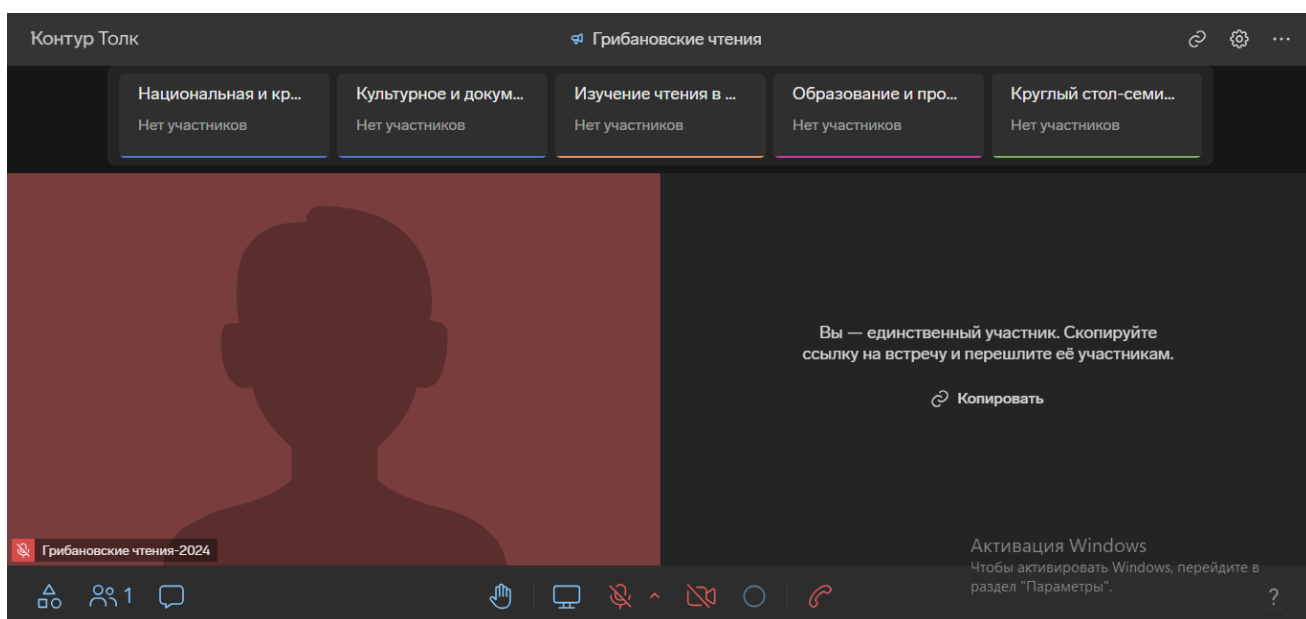 Контур Толк
Грибановские чтения
Национальная и кр...
Нет участников
Культурное и докум...
Нет участников
Изучение чтения в ...
Нет участников
Образование и про...
Нет участников
Круглый стол-семи...
Нет участников
Вы — единственный участник. Скопируйте
ссылку на встречу и перешлите её участникам.
Копировать
Грибановские чтения-2024
Активация Windows
Чтобы активировать Windows, перейдите в
раздел "Параметры".
1
?